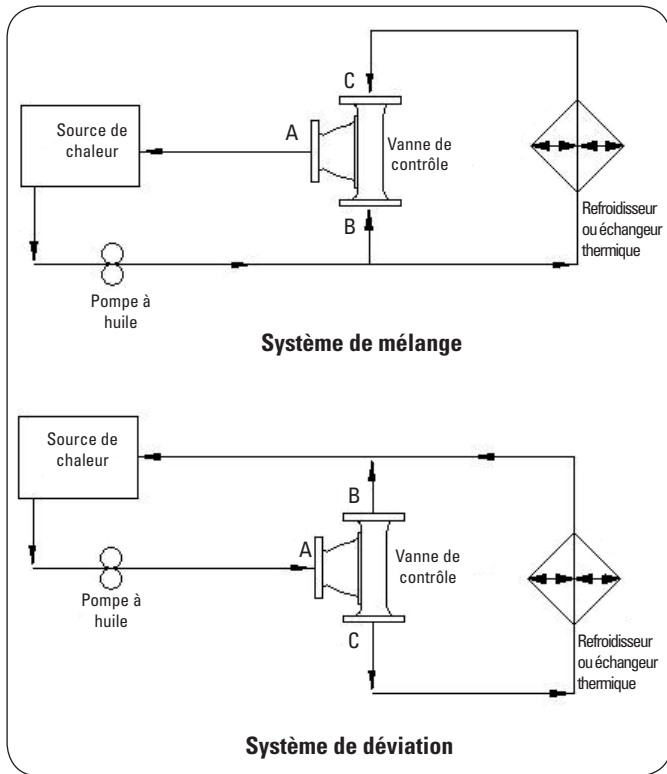 C
Source de
chaleur
A
Vanne de
contrôle
B
Refroidisseur
ou échangeur
thermique
Pompe à
huile
Système de mélange
Source de
chaleur
B
A
Vanne de
contrôle
Pompe à
huile
C
Refroidisseur
ou échangeur
thermique
Système de déviation